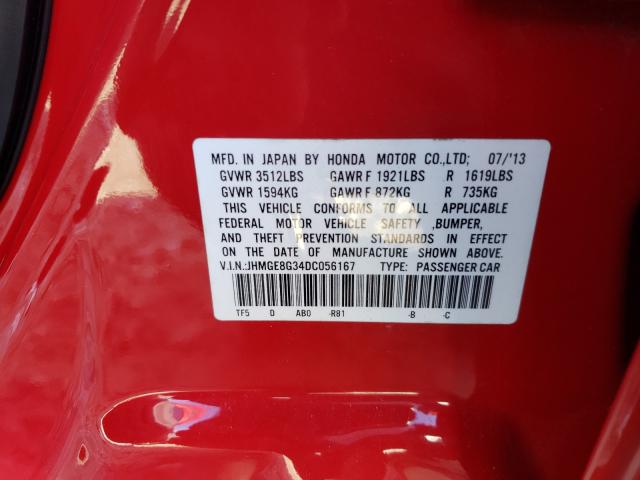 MFD. IN JAPAN BY HONDA MOTOR CO.,LTD; 07/'13
GVWR 3512LBS GAWR F 1921LBS R 1619LBS
GVWR 1594KG GAWR F 872KG R 735KG
THIS VEHICLE CONFORMS TO ALL APPLICABLE
FEDERAL MOTOR VEHICLE SAFETY ,BUMPER,
AND THEFT PREVENTION STANDARDS IN EFFECT
ON THE DATE OF MANUFACTURE SHOWN ABOVE.
V.I.N.:JHMGE8G34DC056167 TYPE: PASSENGER CAR
TF5 D AB0 -R81 -B -C